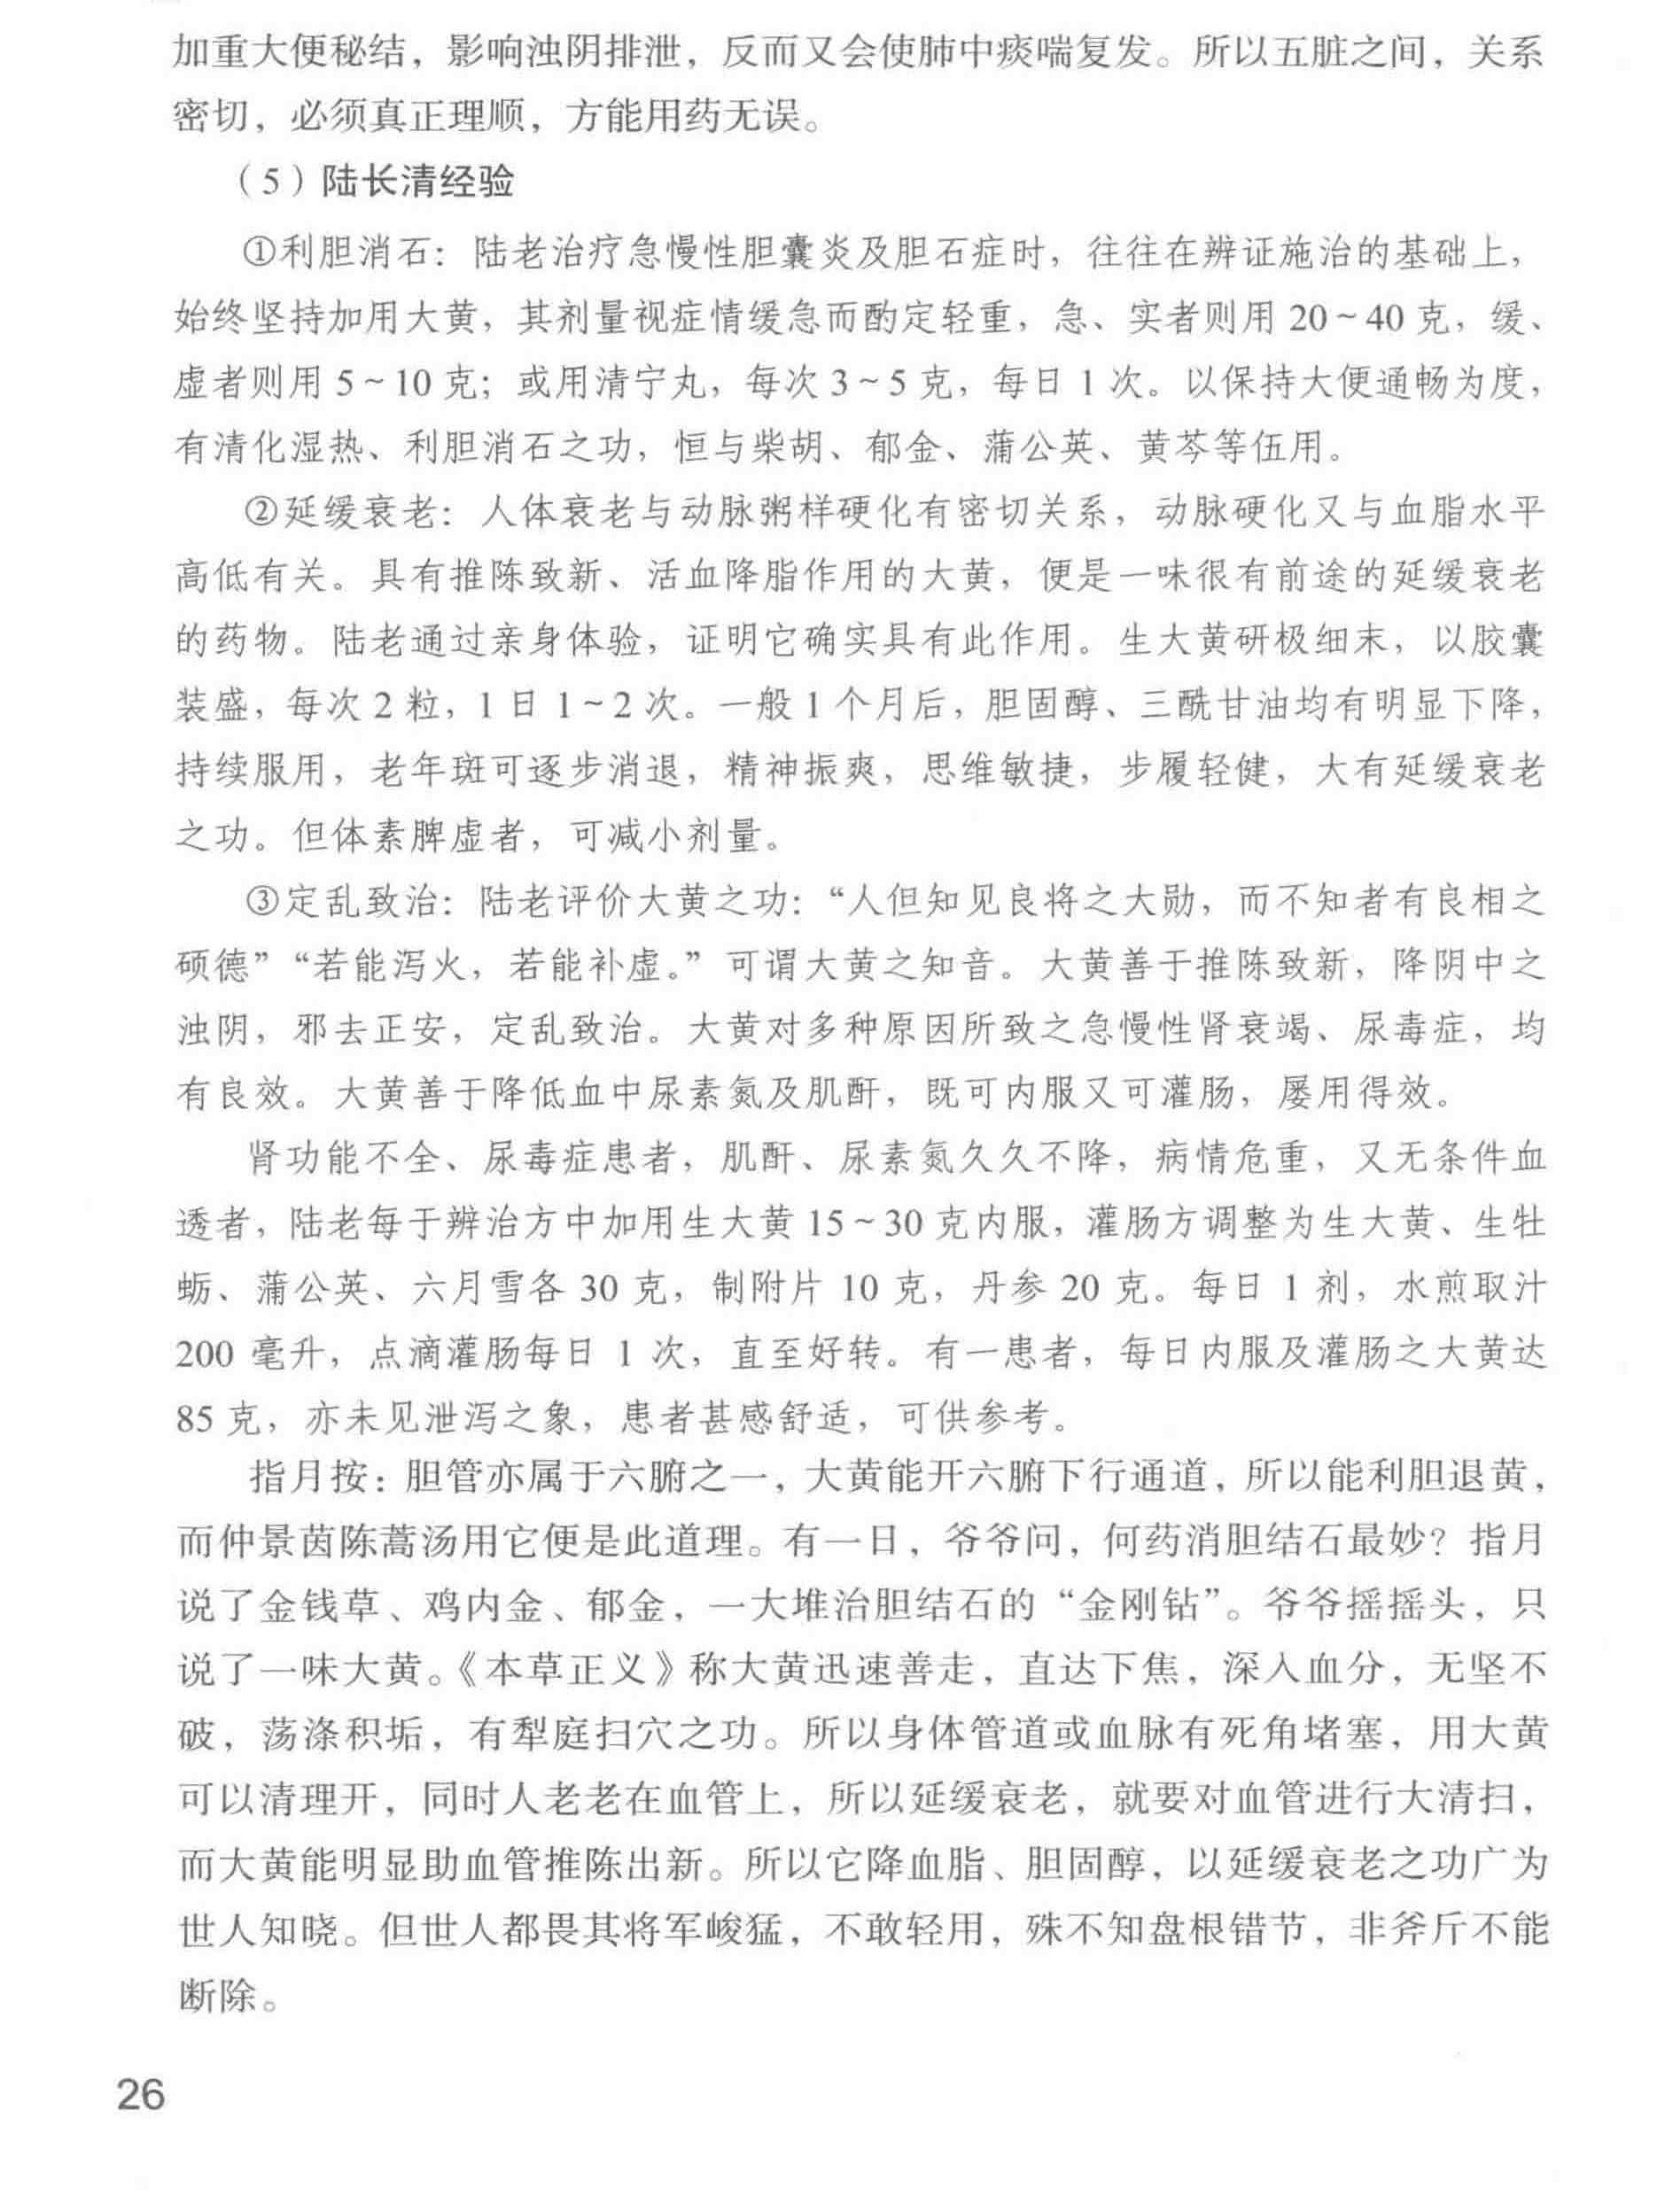 加重大便秘结，影响浊阴排泄，反而又会使肺中痰喘复发。所以五脏之间，关系
密切，必须真正理顺，方能用药无误。
（5）陆长清经验
①利胆消石：陆老治疗急慢性胆囊炎及胆石症时，往往在辨证施治的基础上，
始终坚持加用大黄，其剂量视症情缓急而酌定轻重，急、实者则用 20～40 克，缓、
虚者则用 5～10 克；或用清宁丸，每次 3～5 克，每日 1 次。以保持大便通畅为度，
有清化湿热、利胆消石之功，恒与柴胡、郁金、蒲公英、黄芩等伍用。
②延缓衰老：人体衰老与动脉粥样硬化有密切关系，动脉硬化又与血脂水平
高低有关。具有推陈致新、活血降脂作用的大黄，便是一味很有前途的延缓衰老
的药物。陆老通过亲身体验，证明它确实具有此作用。生大黄研极细末，以胶囊
装盛，每次 2 粒，1 日 1～2 次。一般 1 个月后，胆固醇、三酰甘油均有明显下降，
持续服用，老年斑可逐步消退，精神振爽，思维敏捷，步履轻健，大有延缓衰老
之功。但体素脾虚者，可减小剂量。
③定乱致治：陆老评价大黄之功：“人但知见良将之大勋，而不知者有良相之
硕德”“若能泻火，若能补虚。”可谓大黄之知音。大黄善于推陈致新，降阴中之
浊阴，邪去正安，定乱致治。大黄对多种原因所致之急慢性肾衰竭、尿毒症，均
有良效。大黄善于降低血中尿素氮及肌酐，既可内服又可灌肠，屡用得效。
肾功能不全、尿毒症患者，肌酐、尿素氮久久不降，病情危重，又无条件血
透者，陆老每于辨治方中加用生大黄 15～30 克内服，灌肠方调整为生大黄、生牡
蛎、蒲公英、六月雪各 30 克，制附片 10 克，丹参 20 克。每日 1 剂，水煎取汁
200 毫升，点滴灌肠每日 1 次，直至好转。有一患者，每日内服及灌肠之大黄达
85 克，亦未见泄泻之象，患者甚感舒适，可供参考。
指月按：胆管亦属于六腑之一，大黄能开六腑下行通道，所以能利胆退黄，
而仲景茵陈蒿汤用它便是此道理。有一日，爷爷问，何药消胆结石最妙？指月
说了金钱草、鸡内金、郁金，一大堆治胆结石的“金刚钻”。爷爷摇摇头，只
说了一味大黄。《本草正义》称大黄迅速善走，直达下焦，深入血分，无坚不
破，荡涤积垢，有犁庭扫穴之功。所以身体管道或血脉有死角堵塞，用大黄
可以清理开，同时人老老在血管上，所以延缓衰老，就要对血管进行大清扫，
而大黄能明显助血管推陈出新。所以它降血脂、胆固醇，以延缓衰老之功广为
世人知晓。但世人都畏其将军峻猛，不敢轻用，殊不知盘根错节，非斧斤不能
断除。
26